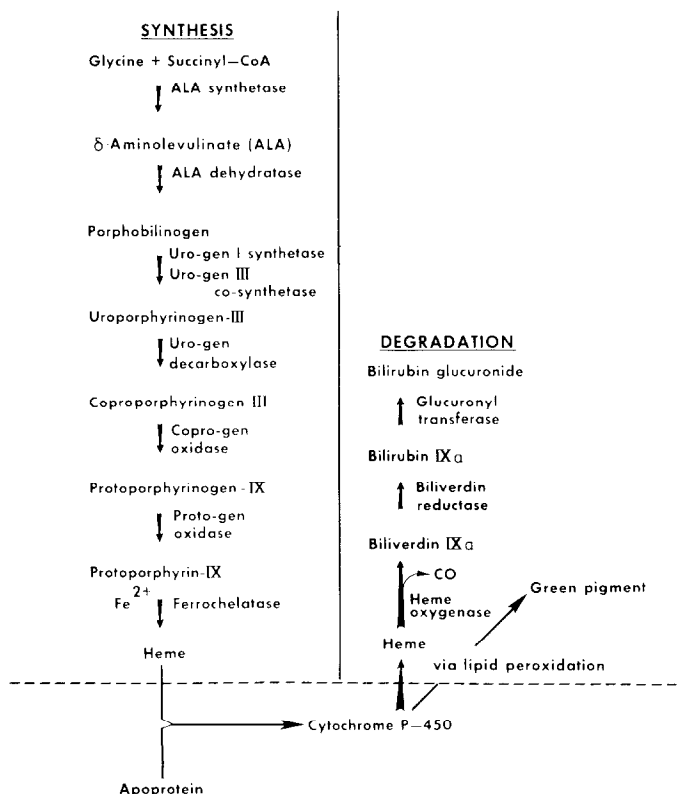 SYNTHESIS
Glycine + Succinyl-CoA
ALA synthetase
δ-Aminolevulinate (ALA)
ALA dehydratase
Porphobilinogen
Uro-gen I synthetase
Uro-gen III
co-synthetase
Uroporphyrinogen-III
Uro-gen
decarboxylase
Coproporphyrinogen III
Copro-gen
oxidase
Protoporphyrinogen-IX
Proto-gen
oxidase
Protoporphyrin-IX
Fe2+ Ferrochelatase
Heme
Apoprotein
DEGRADATION
Bilirubin glucuronide
Glucuronyl
transferase
Bilirubin IXα
Biliverdin
reductase
Biliverdin IXα
CO
Heme
oxygenase
Green pigment
Heme
via lipid peroxidation
Cytochrome P-450